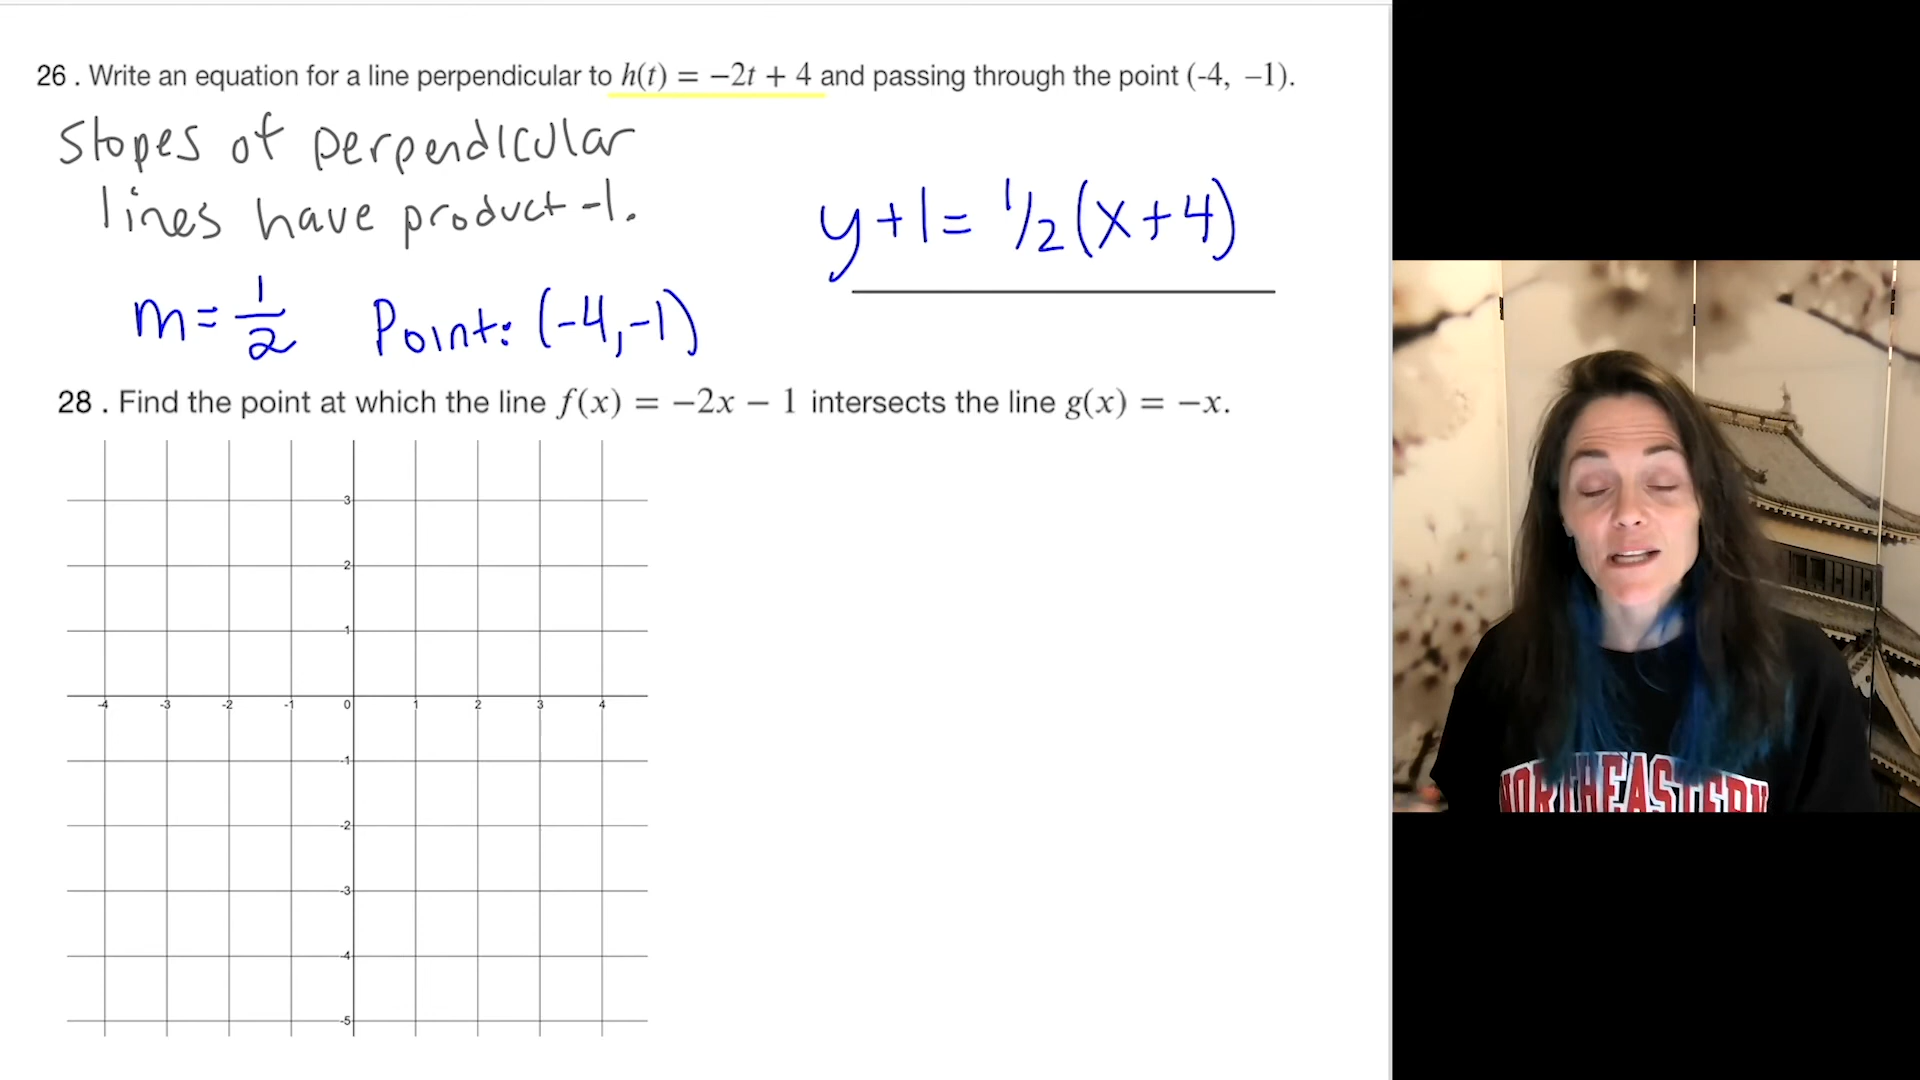 26 . Write an equation for a line perpendicular to h(t) = −2t + 4 and passing through the point (-4, −1).
Slopes of perpendicular
lines have product -1.
y+1= 1/2(x+4)
m= 1/2 Point: (-4,-1)
28 . Find the point at which the line f(x) = −2x − 1 intersects the line g(x) = −x.
3
2
1
-4 -3 -2 -1 0 1 2 3 4
-1
-2
-3
-4
-5
NORTHEASTERN